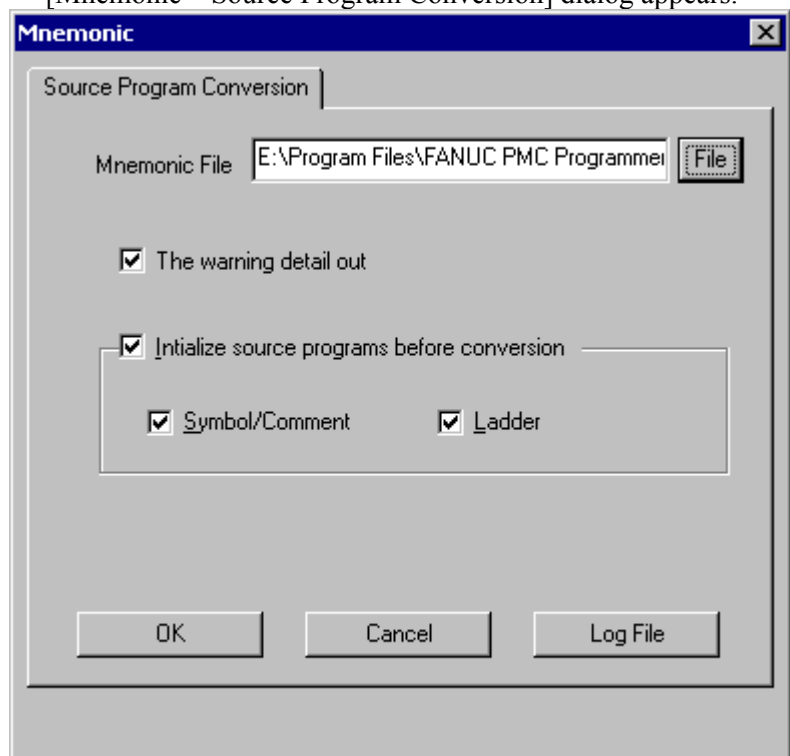 [Mnemonic - Source Program Conversion] dialog appears.
Mnemonic
Source Program Conversion
Mnemonic File E:\Program Files\FANUC PMC Programmer File
The warning detail out
Intialize source programs before conversion
Symbol/Comment Ladder
OK Cancel Log File